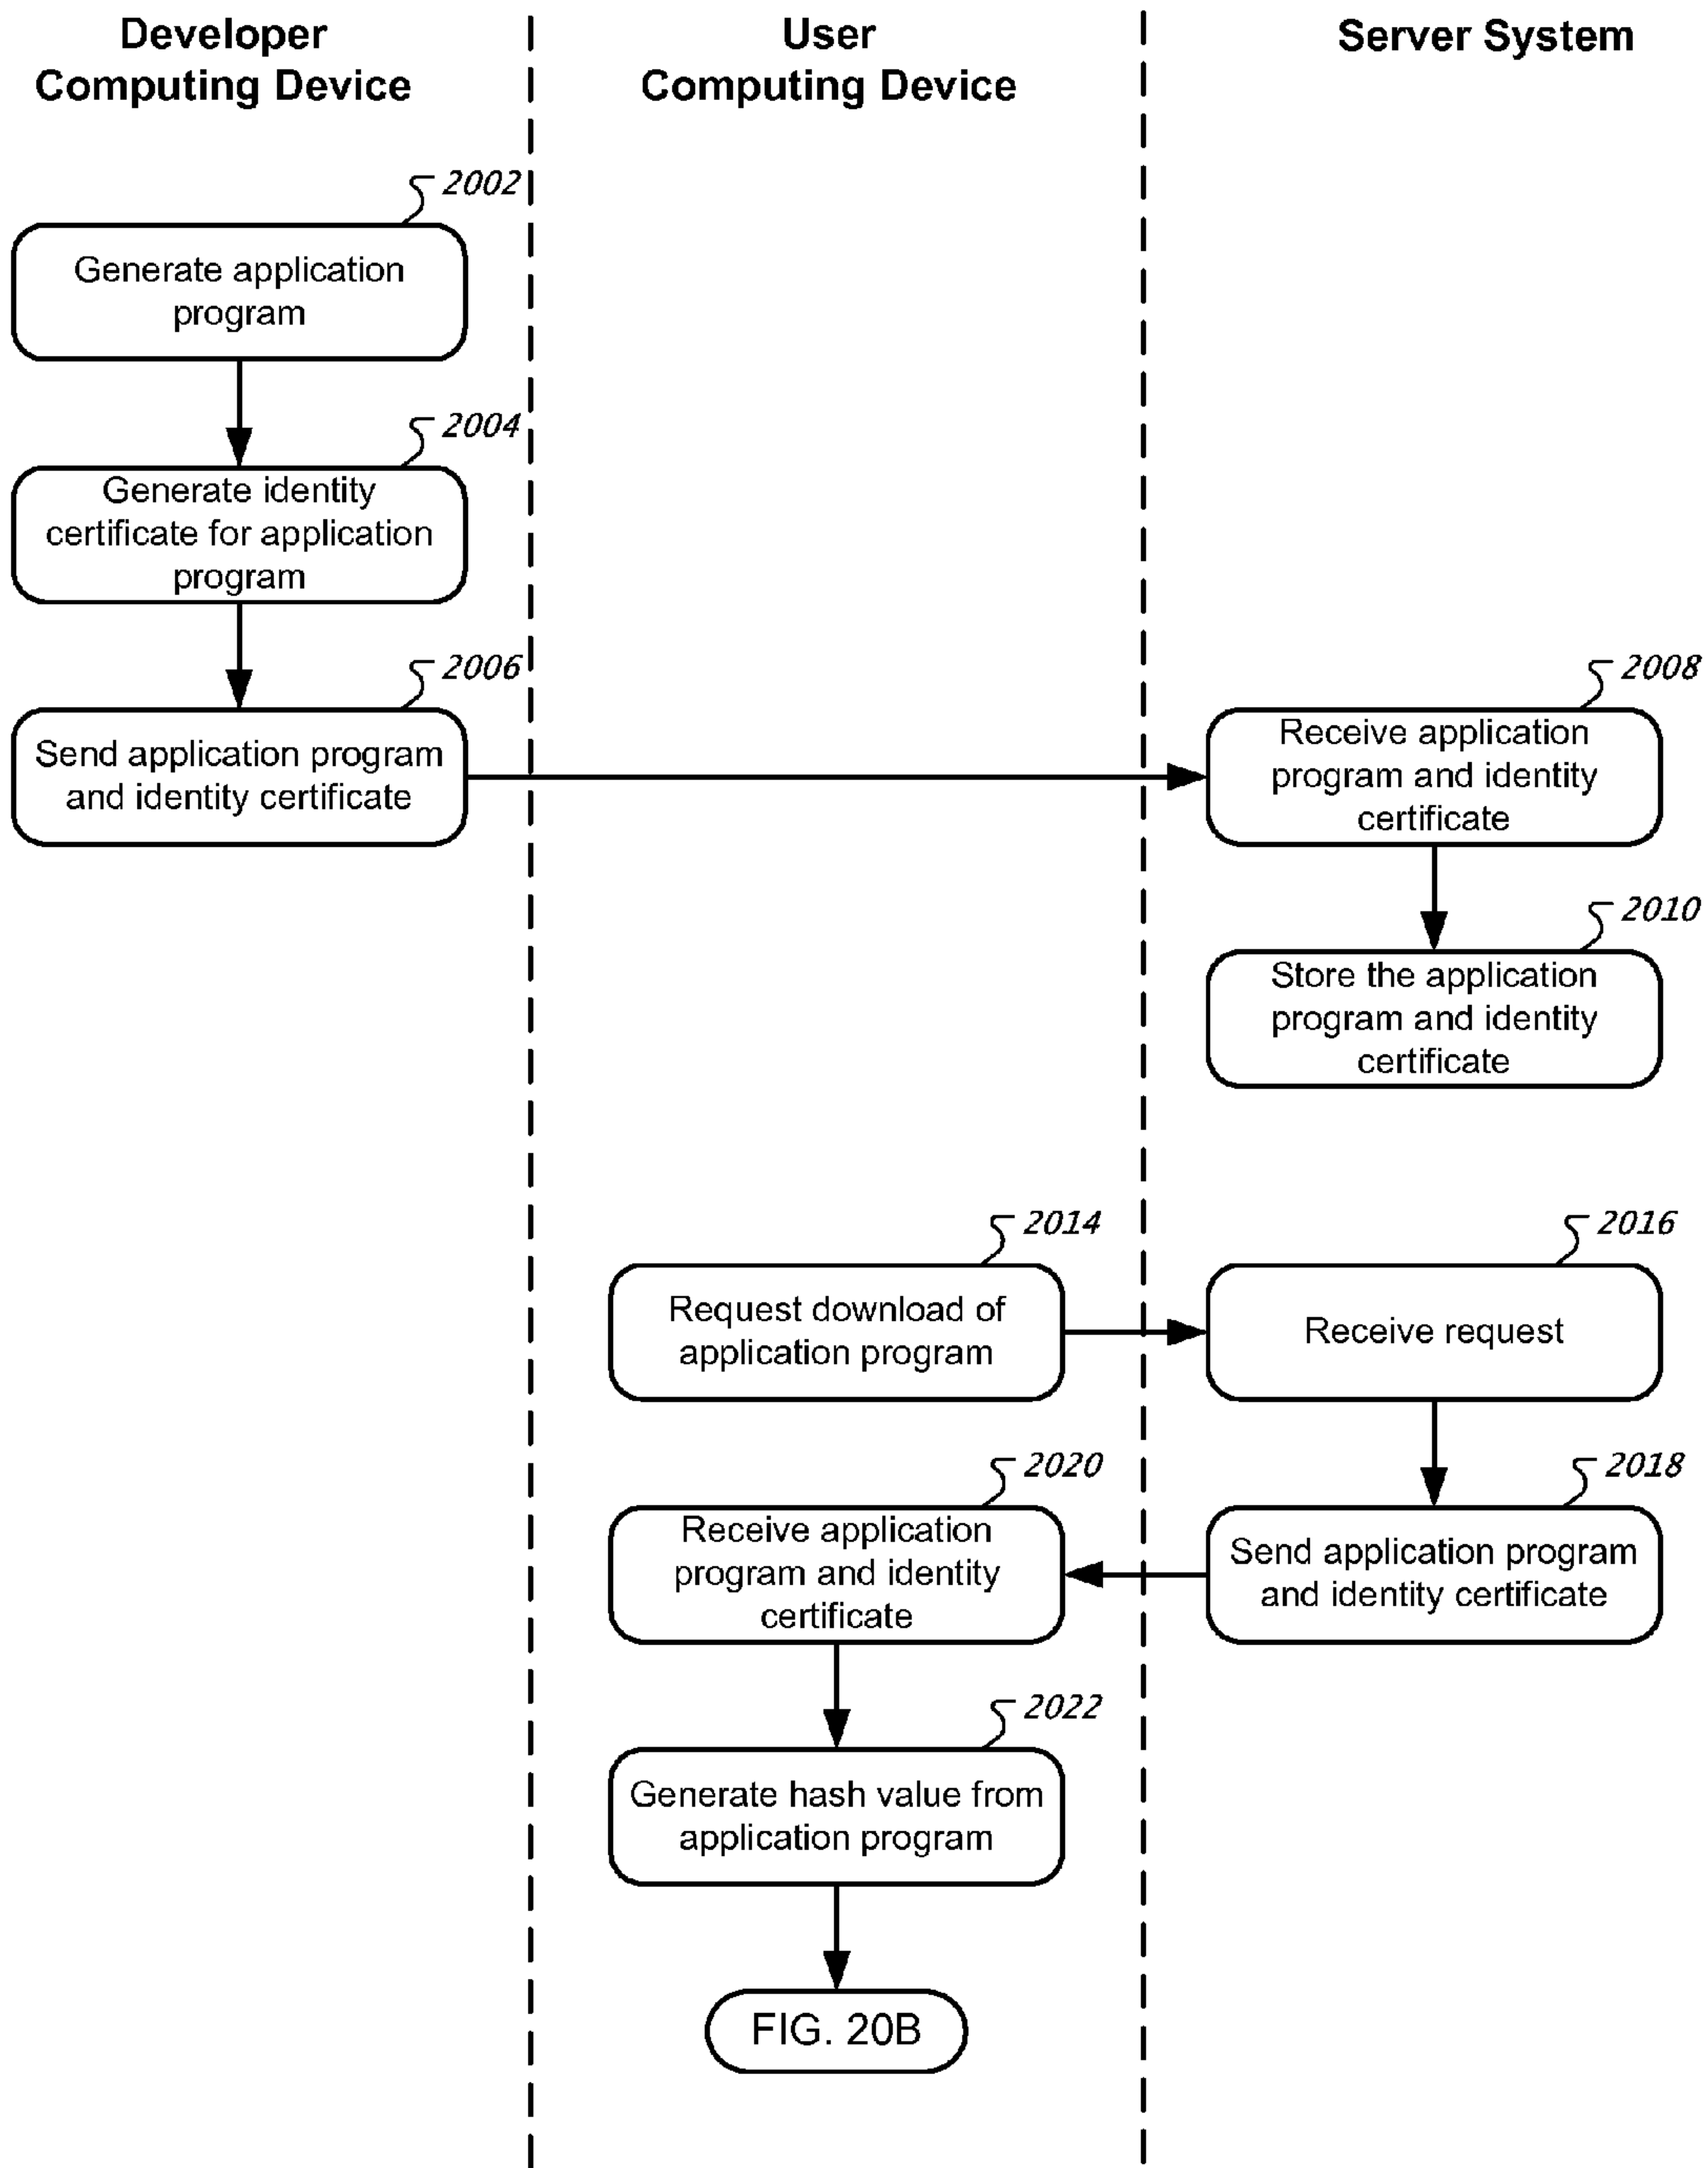 Developer
Computing Device
User
Computing Device
Server System
2002
Generate application
program
2004
Generate identity
certificate for application
program
2006
Send application program
and identity certificate
2008
Receive application
program and identity
certificate
2010
Store the application
program and identity
certificate
2014
Request download of
application program
2016
Receive request
2018
Send application program
and identity certificate
2020
Receive application
program and identity
certificate
2022
Generate hash value from
application program
FIG. 20B